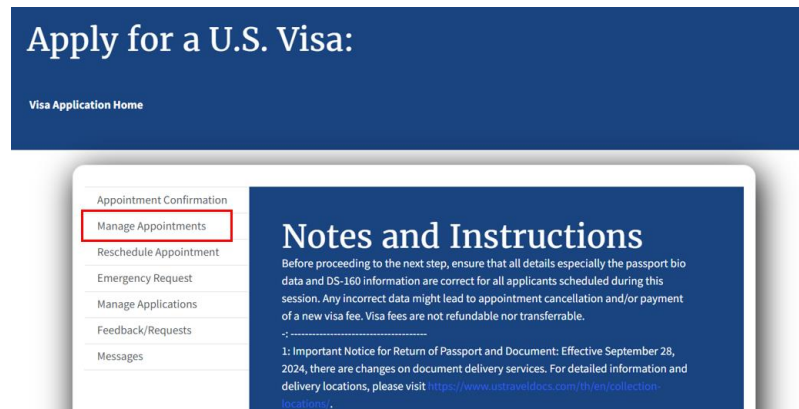 Apply for a U.S. Visa:
Visa Application Home
Appointment Confirmation
Manage Appointments
Reschedule Appointment
Emergency Request
Manage Applications
Feedback/Requests
Messages
Notes and Instructions
Before proceeding to the next step, ensure that all details especially the passport bio
data and DS-160 information are correct for all applicants scheduled during this
session. Any incorrect data might lead to appointment cancellation and/or payment
of a new visa fee. Visa fees are not refundable nor transferrable.
-: -------------------------------------
1: Important Notice for Return of Passport and Document: Effective September 28,
2024, there are changes on document delivery services. For detailed information and
delivery locations, please visit https://www.ustraveldocs.com/th/en/collection-
locations/.